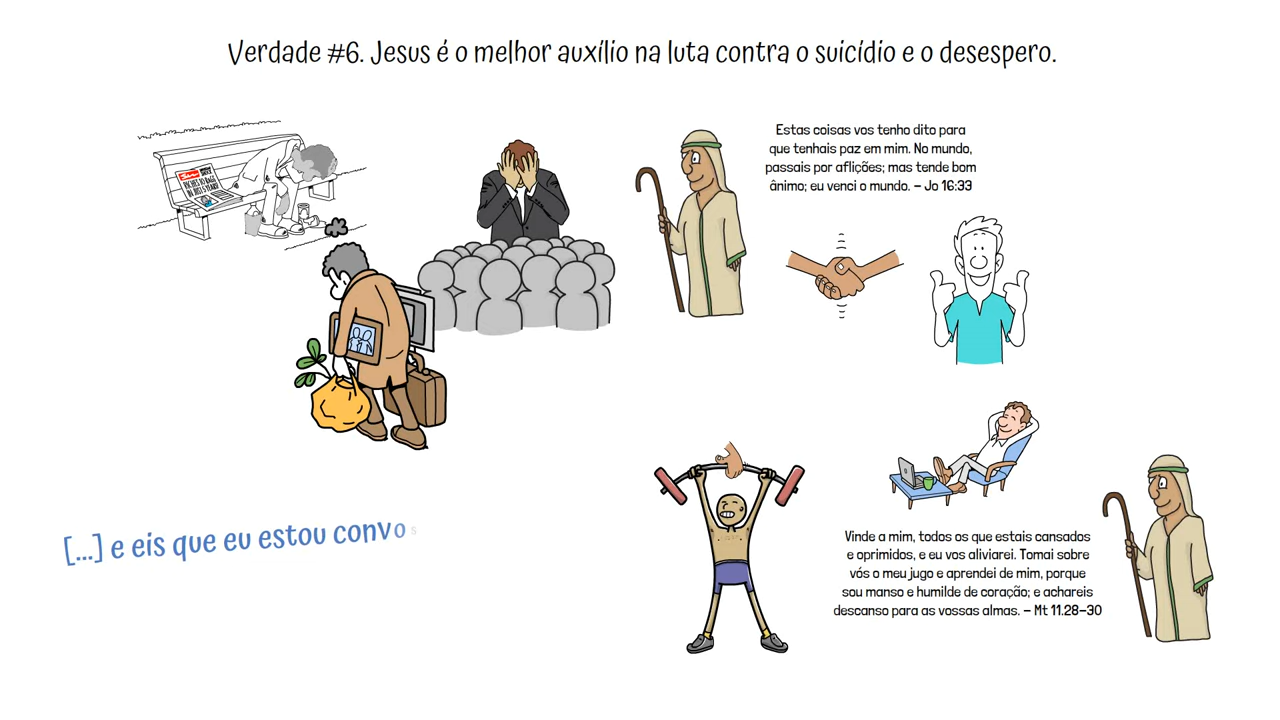 Verdade #6. Jesus é o melhor auxílio na luta contra o suicídio e o desespero.
Estas coisas vos tenho dito para
que tenhais paz em mim. No mundo,
passais por aflições; mas tende bom
ânimo; eu venci o mundo. – Jo 16:33
[...] e eis que eu estou convos
Vinde a mim, todos os que estais cansados
e oprimidos, e eu vos aliviarei. Tomai sobre
vós o meu jugo e aprendei de mim, porque
sou manso e humilde de coração; e achareis
descanso para as vossas almas. – Mt 11.28-30